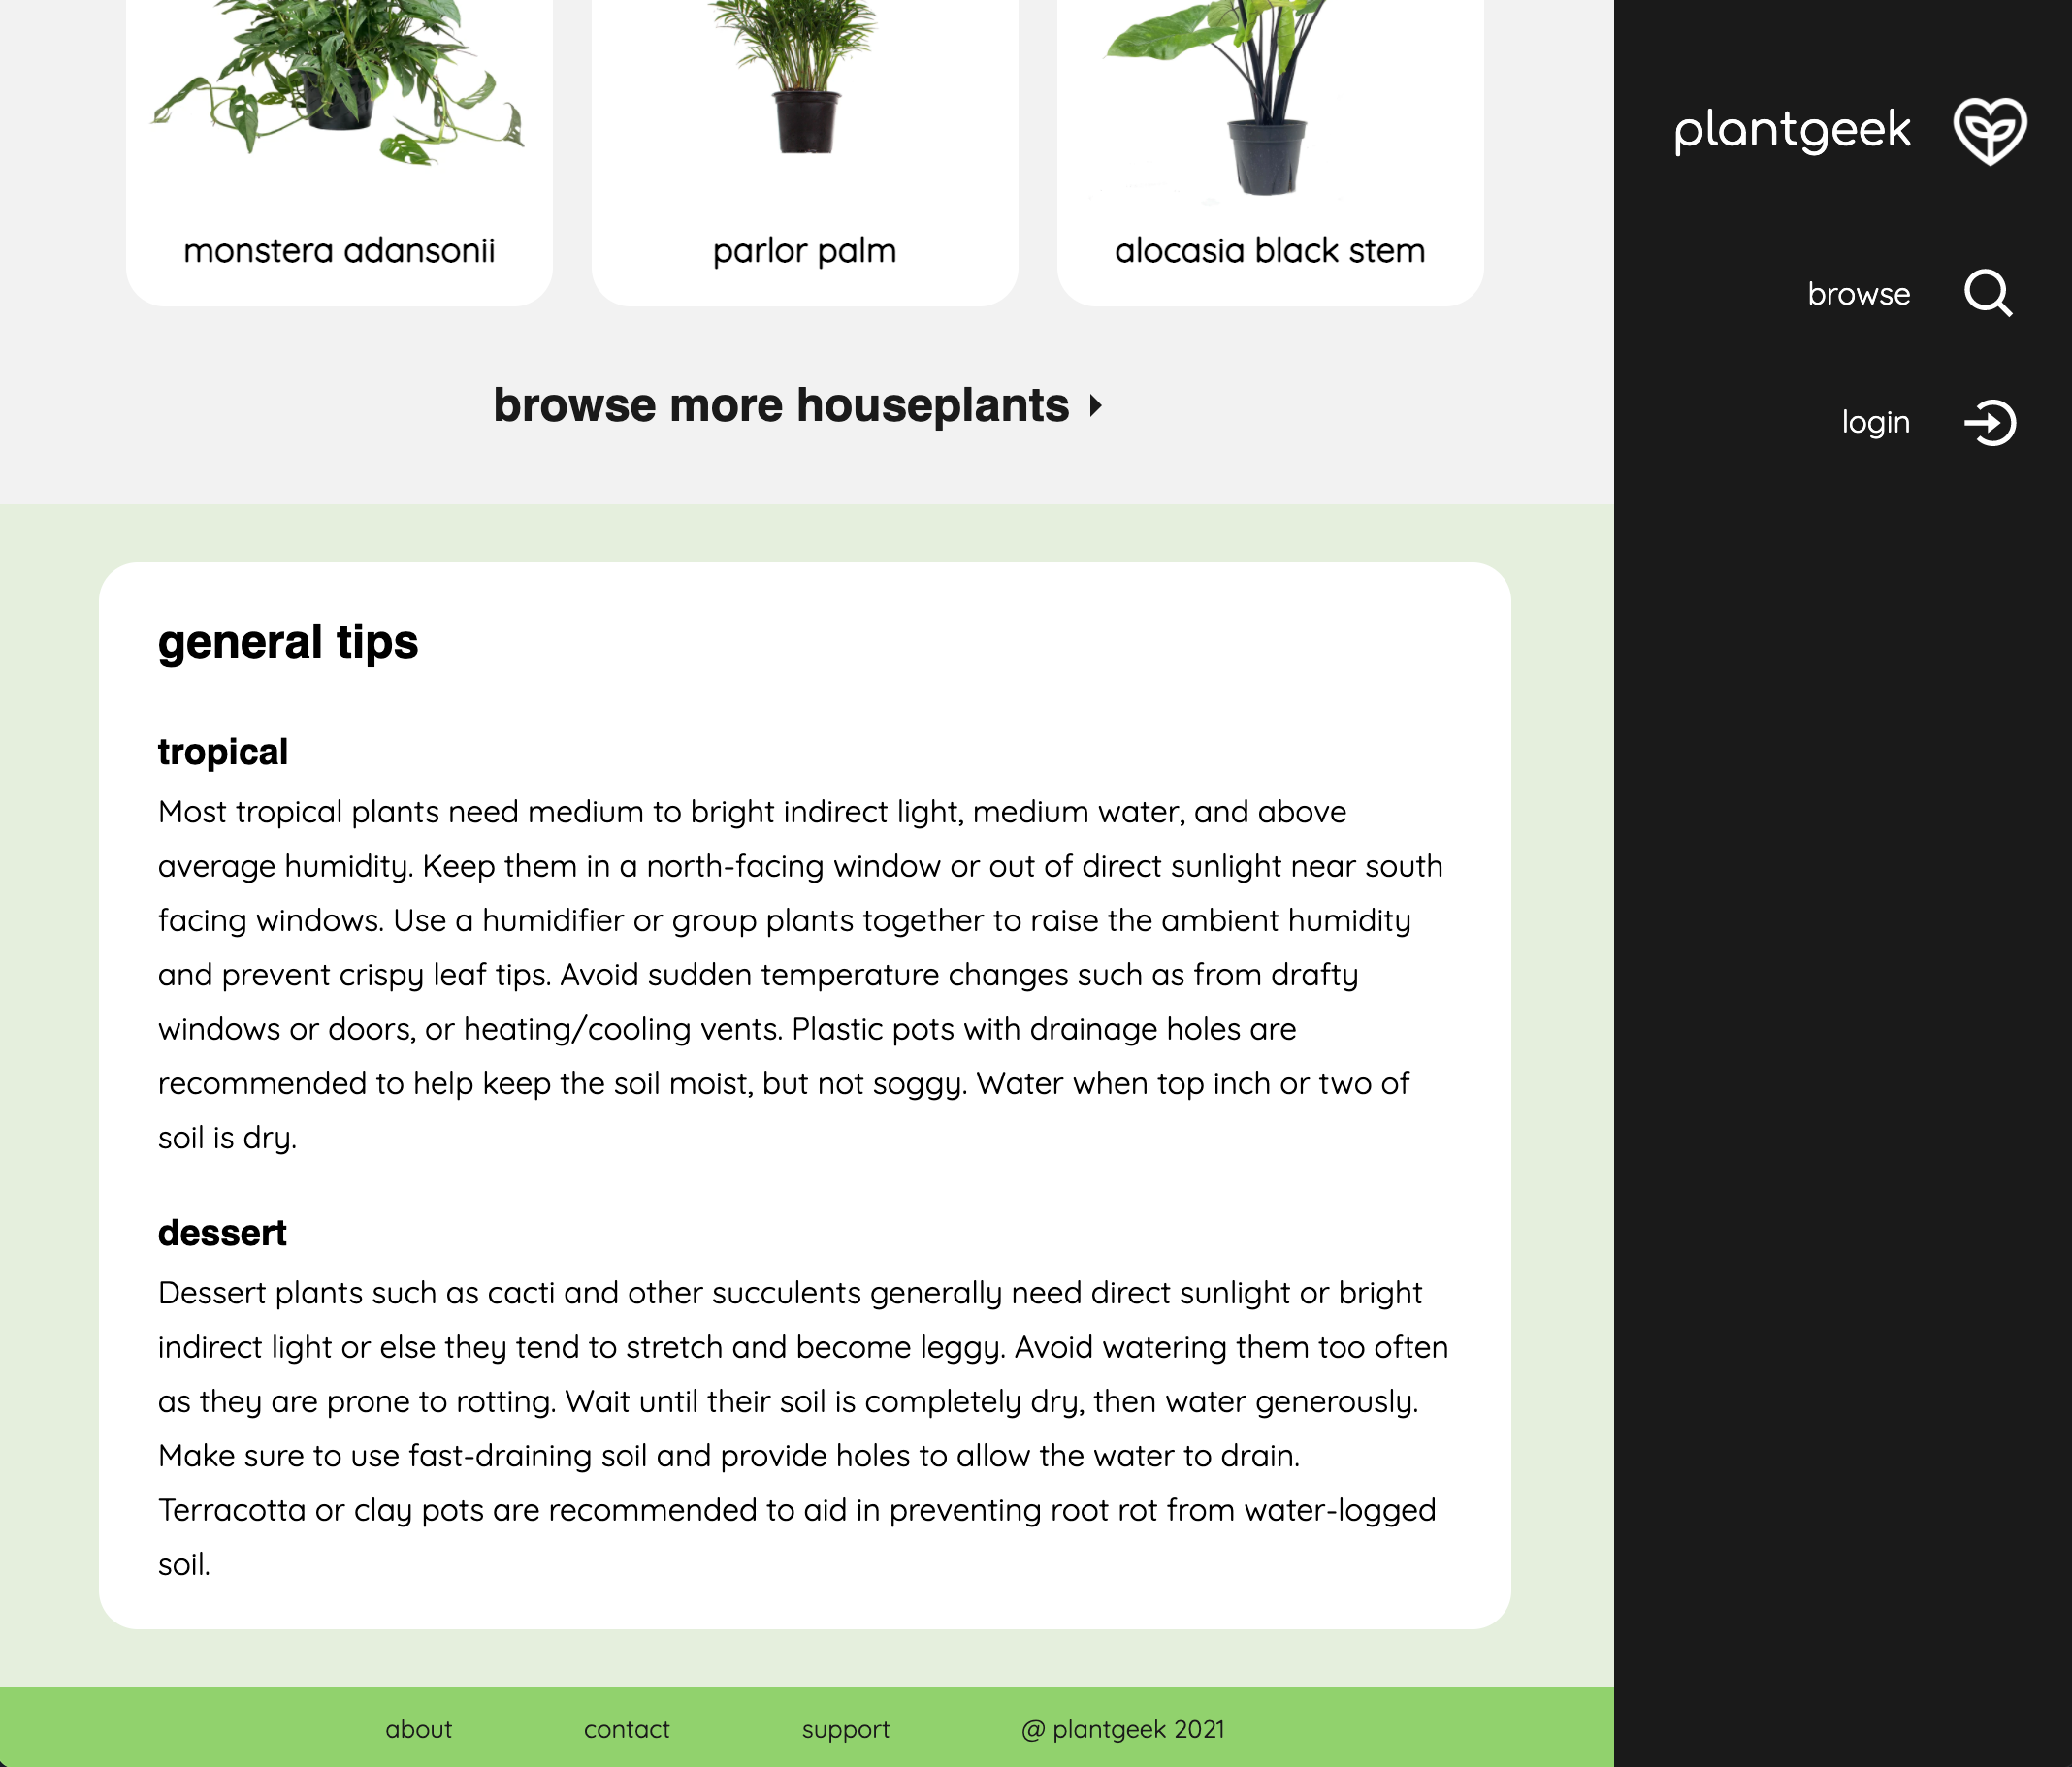 monstera adansonii
parlor palm
alocasia black stem
browse more houseplants
general tips
tropical
Most tropical plants need medium to bright indirect light, medium water, and above
average humidity. Keep them in a north-facing window or out of direct sunlight near south
facing windows. Use a humidifier or group plants together to raise the ambient humidity
and prevent crispy leaf tips. Avoid sudden temperature changes such as from drafty
windows or doors, or heating/cooling vents. Plastic pots with drainage holes are
recommended to help keep the soil moist, but not soggy. Water when top inch or two of
soil is dry.
dessert
Dessert plants such as cacti and other succulents generally need direct sunlight or bright
indirect light or else they tend to stretch and become leggy. Avoid watering them too often
as they are prone to rotting. Wait until their soil is completely dry, then water generously.
Make sure to use fast-draining soil and provide holes to allow the water to drain.
Terracotta or clay pots are recommended to aid in preventing root rot from water-logged
soil.
about
contact
support
@ plantgeek 2021
plantgeek
browse
login